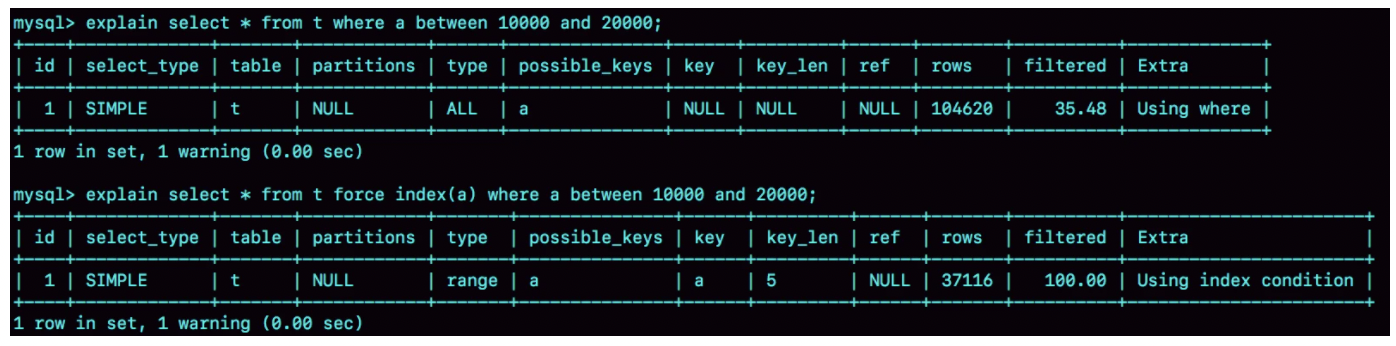 mysql> explain select * from t where a between 10000 and 20000;
+----+-------------+-------+------------+------+---------------+------+---------+------+--------+----------+-------------+
| id | select_type | table | partitions | type | possible_keys | key  | key_len | ref  | rows   | filtered | Extra       |
+----+-------------+-------+------------+------+---------------+------+---------+------+--------+----------+-------------+
|  1 | SIMPLE      | t     | NULL       | ALL  | a             | NULL | NULL    | NULL | 104620 |    35.48 | Using where |
+----+-------------+-------+------------+------+---------------+------+---------+------+--------+----------+-------------+
1 row in set, 1 warning (0.00 sec)
mysql> explain select * from t force index(a) where a between 10000 and 20000;
+----+-------------+-------+------------+-------+---------------+------+---------+------+-------+----------+-----------------------+
| id | select_type | table | partitions | type  | possible_keys | key  | key_len | ref  | rows  | filtered | Extra                 |
+----+-------------+-------+------------+-------+---------------+------+---------+------+-------+----------+-----------------------+
|  1 | SIMPLE      | t     | NULL       | range | a             | a    | 5       | NULL | 37116 |   100.00 | Using index condition |
+----+-------------+-------+------------+-------+---------------+------+---------+------+-------+----------+-----------------------+
1 row in set, 1 warning (0.00 sec)